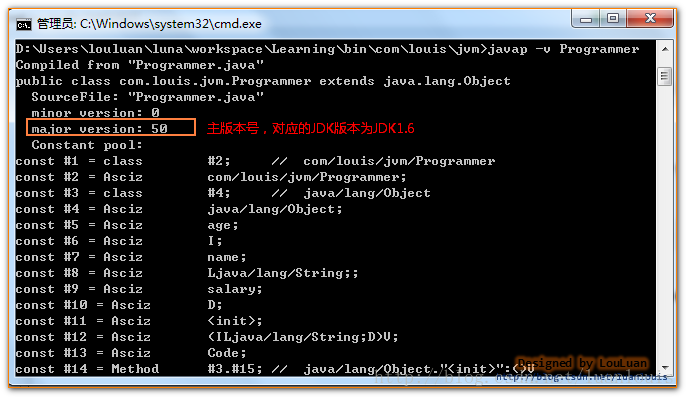 管理员: C:\Windows\system32\cmd.exe
D:\Users\louluan\luna\workspace\Learning\bin\com\louis\jvm>javap -v Programmer
Compiled from "Programmer.java"
public class com.louis.jvm.Programmer extends java.lang.Object
SourceFile: "Programmer.java"
minor version: 0
major version: 50 主版本号，对应的JDK版本为JDK1.6
Constant pool:
const #1 = class #2; // com/louis/jvm/Programmer
const #2 = Asciz com/louis/jvm/Programmer;
const #3 = class #4; // java/lang/Object
const #4 = Asciz java/lang/Object;
const #5 = Asciz age;
const #6 = Asciz I;
const #7 = Asciz name;
const #8 = Asciz Ljava/lang/String;;
const #9 = Asciz salary;
const #10 = Asciz D;
const #11 = Asciz <init>;
const #12 = Asciz (ILjava/lang/String;D)V;
const #13 = Asciz Code;
const #14 = Method #3.#15; // java/lang/Object."<init>":()V
Designed by LouLuan
http://blog.csdn.net/luanlouis